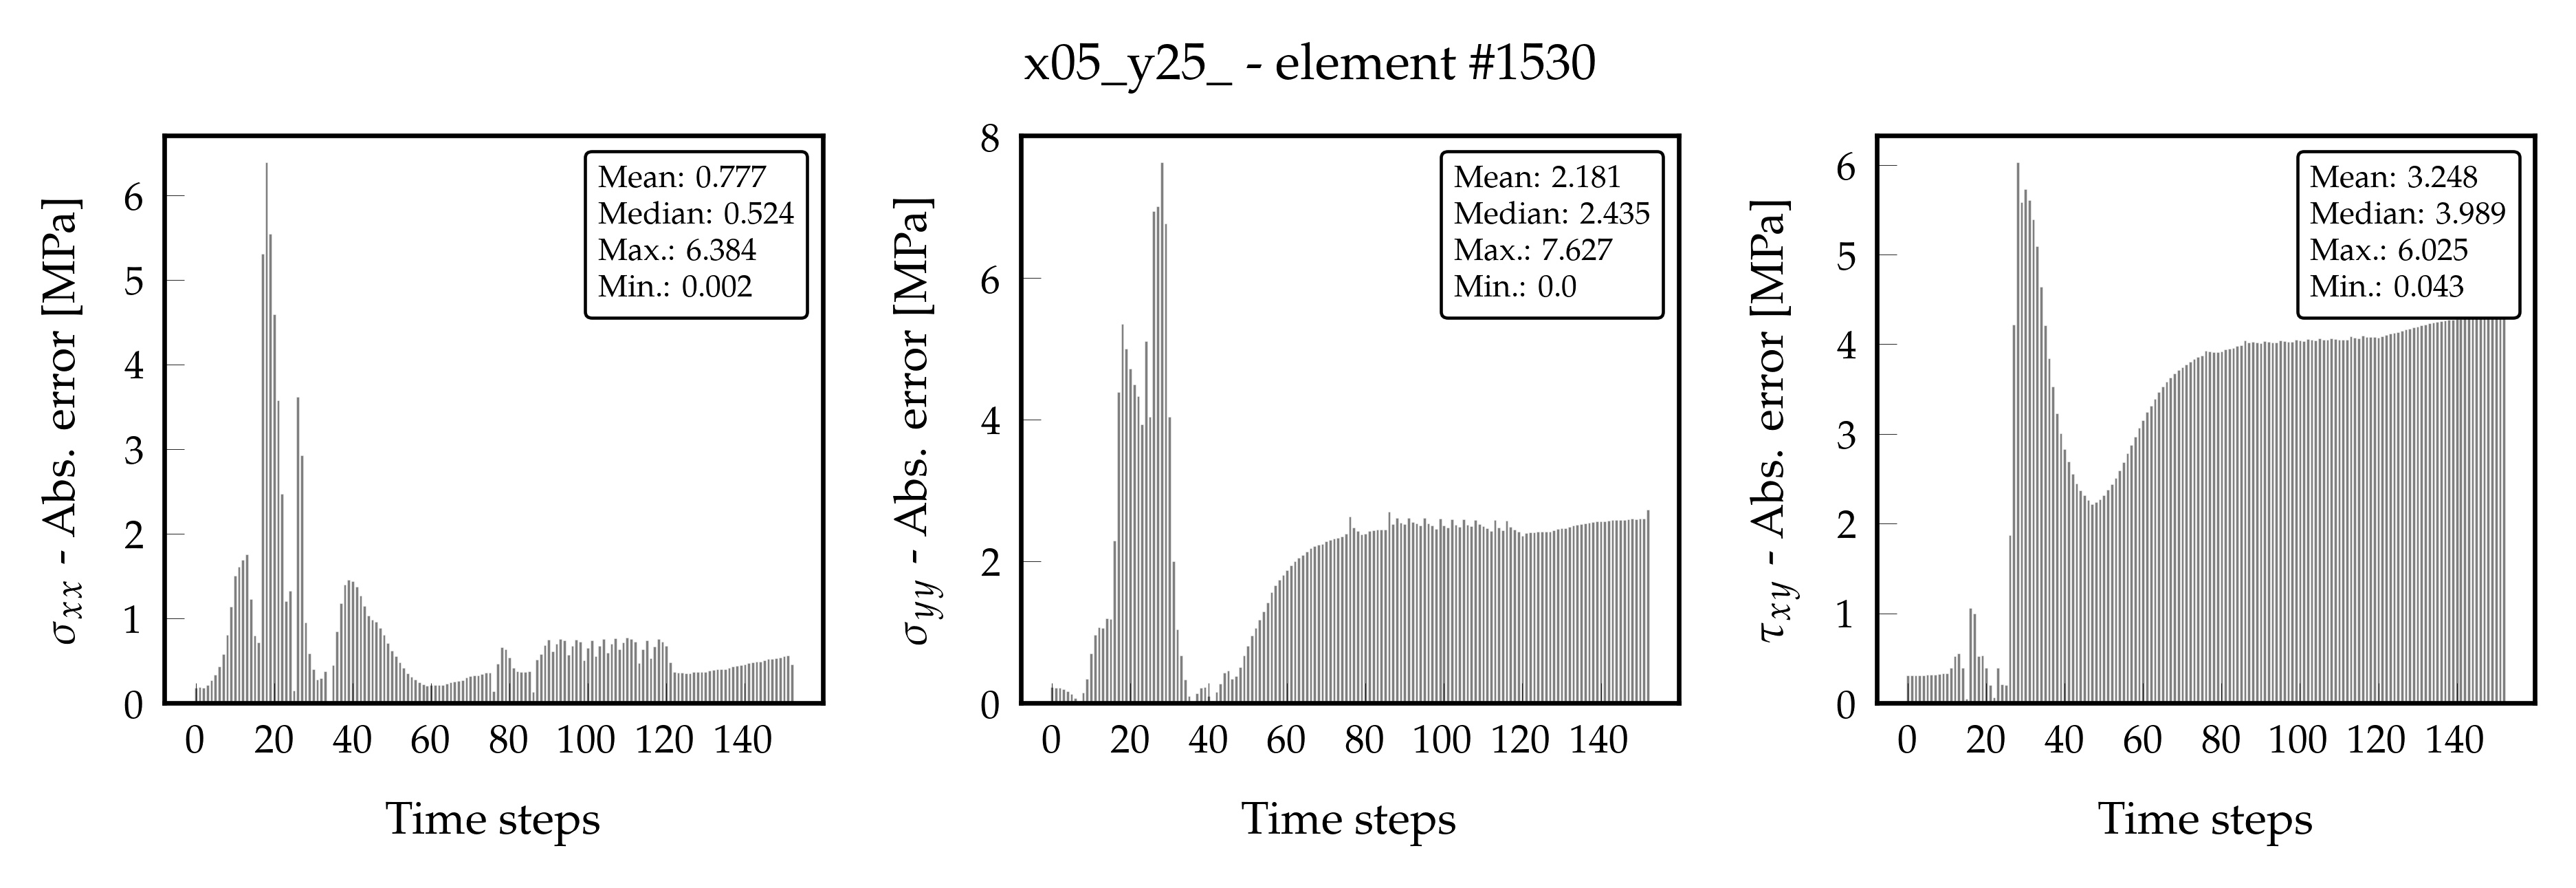 x05_y25_ - element #1530
σxx - Abs. error [MPa]
6
5
4
3
2
1
0
Mean: 0.777
Median: 0.524
Max.: 6.384
Min.: 0.002
0 20 40 60 80 100 120 140
Time steps
σyy - Abs. error [MPa]
8
6
4
2
0
Mean: 2.181
Median: 2.435
Max.: 7.627
Min.: 0.0
0 20 40 60 80 100 120 140
Time steps
τxy - Abs. error [MPa]
6
5
4
3
2
1
0
Mean: 3.248
Median: 3.989
Max.: 6.025
Min.: 0.043
0 20 40 60 80 100 120 140
Time steps